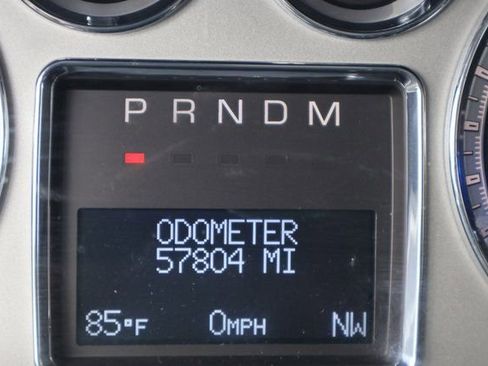 P R N D M
ODOMETER
57804 MI
85°F 0MPH NW